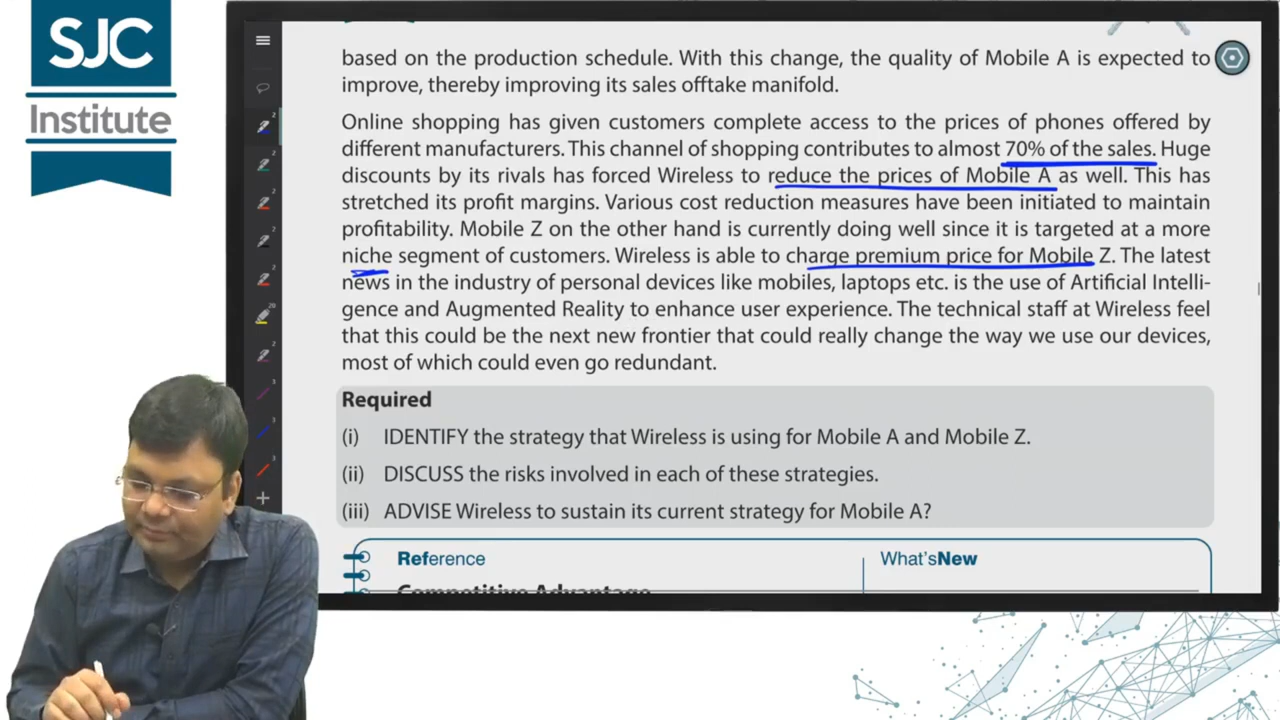 SJC
Institute
based on the production schedule. With this change, the quality of Mobile A is expected to
improve, thereby improving its sales offtake manifold.
Online shopping has given customers complete access to the prices of phones offered by
different manufacturers. This channel of shopping contributes to almost 70% of the sales. Huge
discounts by its rivals has forced Wireless to reduce the prices of Mobile A as well. This has
stretched its profit margins. Various cost reduction measures have been initiated to maintain
profitability. Mobile Z on the other hand is currently doing well since it is targeted at a more
niche segment of customers. Wireless is able to charge premium price for Mobile Z. The latest
news in the industry of personal devices like mobiles, laptops etc. is the use of Artificial Intelli-
gence and Augmented Reality to enhance user experience. The technical staff at Wireless feel
that this could be the next new frontier that could really change the way we use our devices,
most of which could even go redundant.
Required
(i) IDENTIFY the strategy that Wireless is using for Mobile A and Mobile Z.
(ii) DISCUSS the risks involved in each of these strategies.
(iii) ADVISE Wireless to sustain its current strategy for Mobile A?
Reference What'sNew
Competitive Advantage